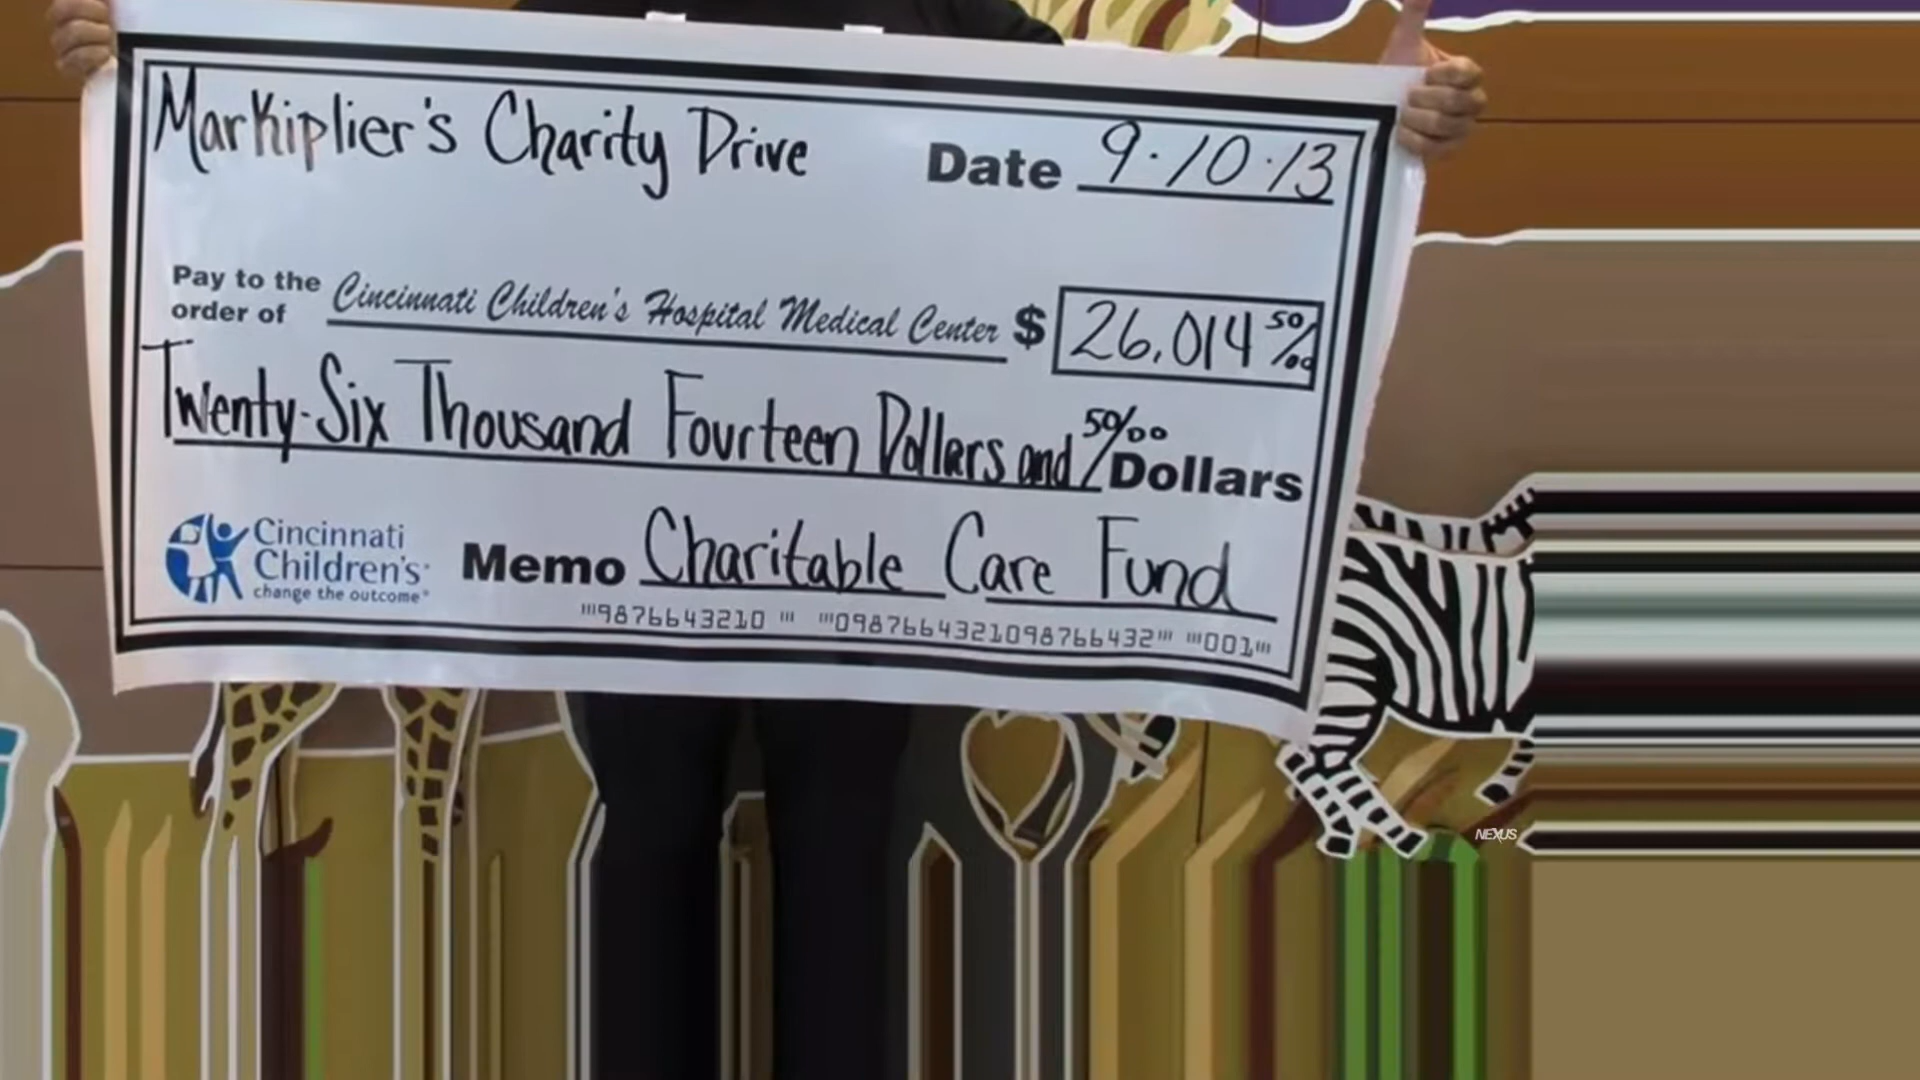 Markiplier's Charity Drive Date 9·10·13
Pay to the order of Cincinnati Children's Hospital Medical Center $ 26,014 50/00
Twenty-Six Thousand Fourteen Dollars and 50/00 Dollars
Cincinnati
Children's
change the outcome®
Memo Charitable Care Fund
"'9876643210 "' "'0987664321098766432"' "'001"'
NEXUS